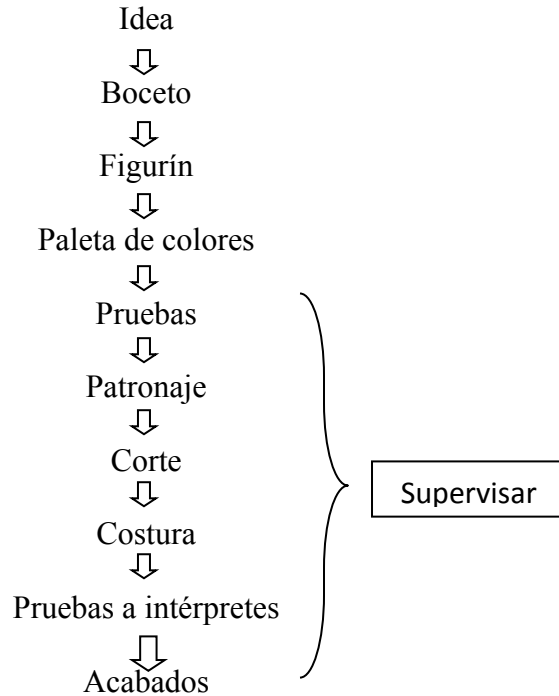 Idea
Boceto
Figurín
Paleta de colores
Pruebas
Patronaje
Corte
Supervisar
Costura
Pruebas a intérpretes
Acabados